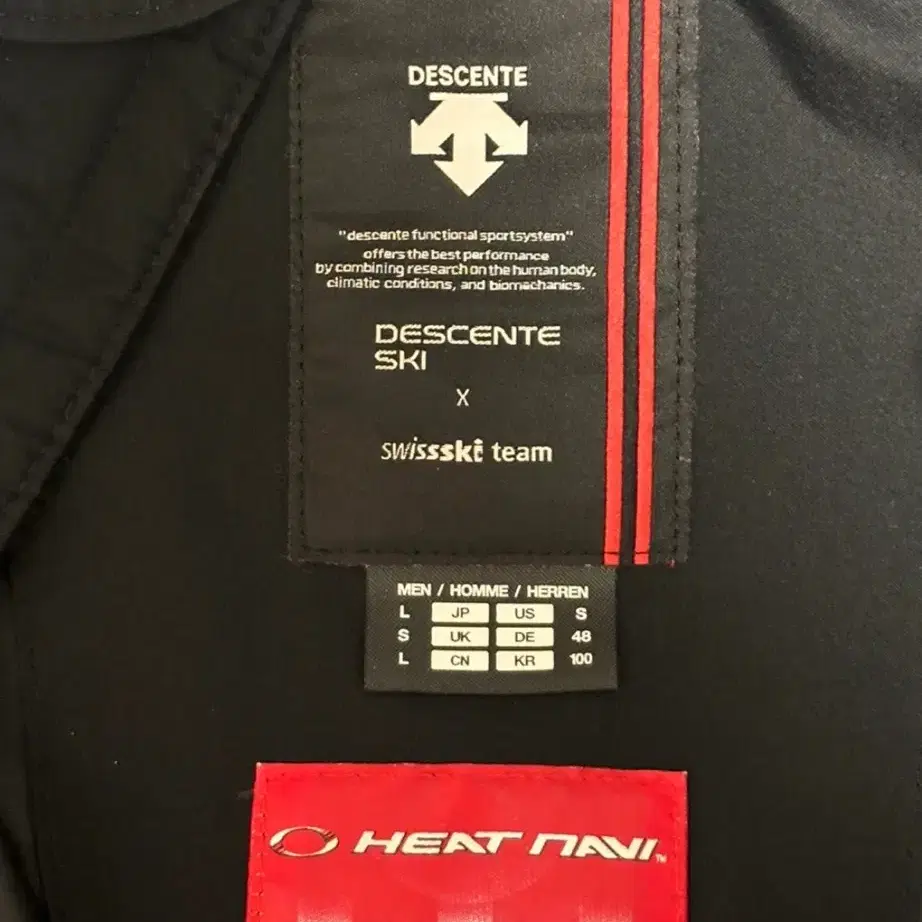 DESCENTE
"descente functional sportsystem"
offers the best performance
by combining research on the human body,
climatic conditions, and biomechanics.
DESCENTE
SKI
X
swissski team
MEN / HOMME / HERREN
L JP US S
S UK DE 48
L CN KR 100
HEAT NAVI™